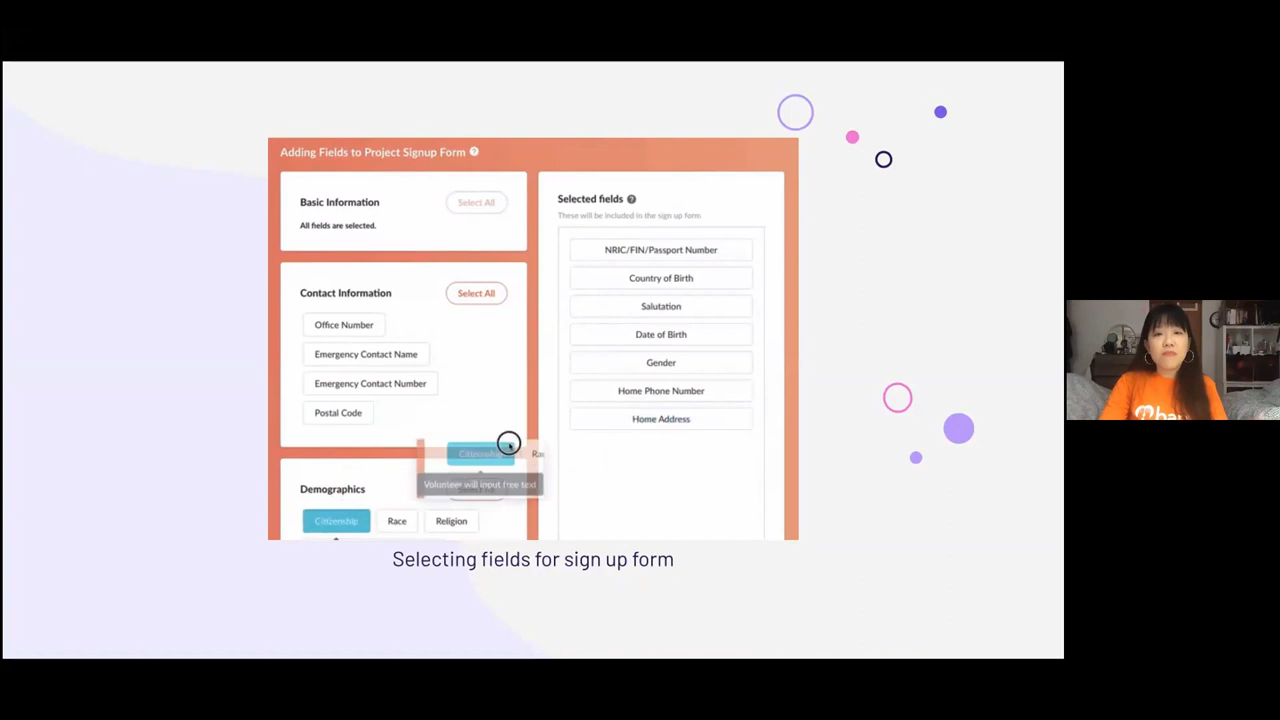 Adding Fields to Project Signup Form
Basic Information
Select All
All fields are selected.
Contact Information
Select All
Office Number
Emergency Contact Name
Emergency Contact Number
Postal Code
Citizenship
Volunteer will input free text
Demographics
Citizenship
Race
Religion
Selected fields
These will be included in the sign up form.
NRIC/FIN/Passport Number
Country of Birth
Salutation
Date of Birth
Gender
Home Phone Number
Home Address
Selecting fields for sign up form